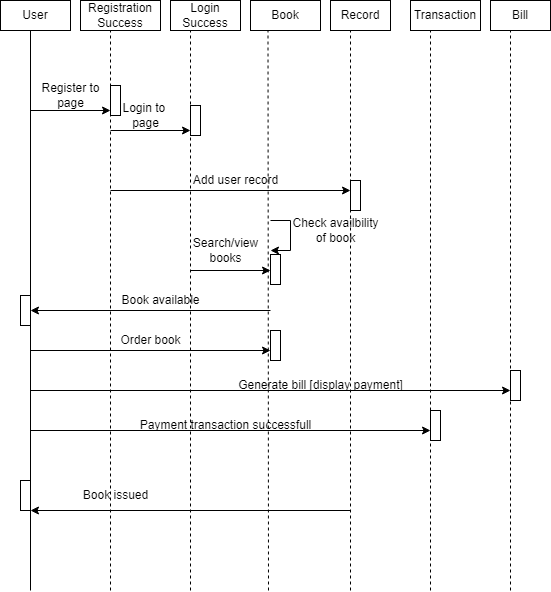 User
Registration
Success
Login
Success
Book
Record
Transaction
Bill
Register to
page
Login to
page
Add user record
Check availbility
of book
Search/view
books
Book available
Order book
Generate bill [display payment]
Payment transaction successfull
Book issued